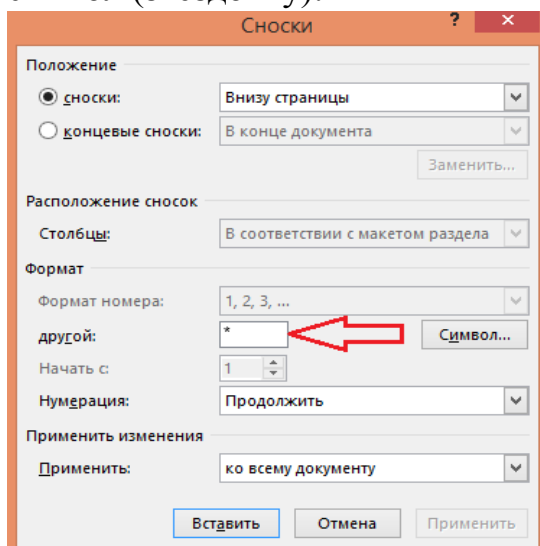 Сноски ? ×
Положение
сноски: Внизу страницы
концевые сноски: В конце документа
Заменить...
Расположение сносок
Столбцы: В соответствии с макетом раздела
Формат
Формат номера: 1, 2, 3, ...
другой: * Символ...
Начать с: 1
Нумерация: Продолжить
Применить изменения
Применить: ко всему документу
Вставить Отмена Применить